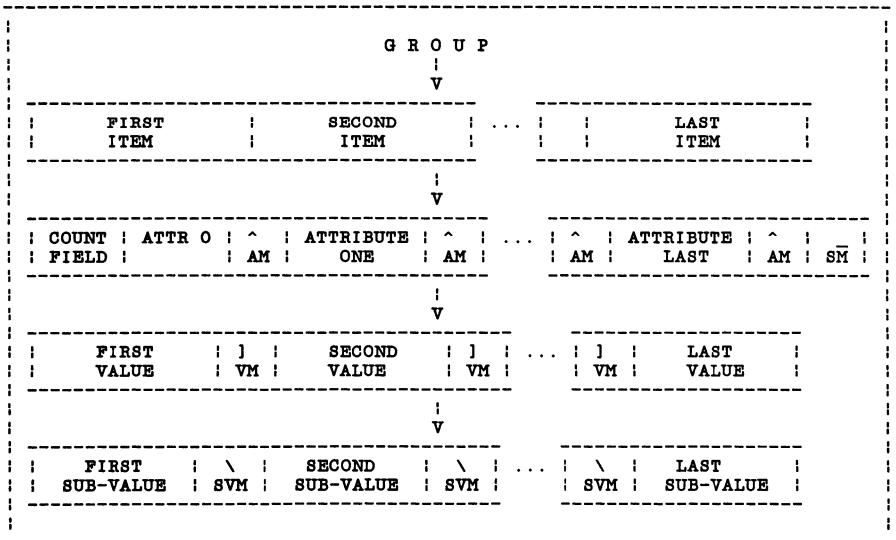 G R O U P
V
FIRST SECOND ... LAST
ITEM ITEM ITEM
V
COUNT ATTR 0 ^ ATTRIBUTE ^ ... ^ ATTRIBUTE ^ _
FIELD AM ONE AM AM LAST AM SM
V
FIRST ] SECOND ] ... ] LAST
VALUE VM VALUE VM VM VALUE
V
FIRST \ SECOND \ ... \ LAST
SUB-VALUE SVM SUB-VALUE SVM SVM SUB-VALUE